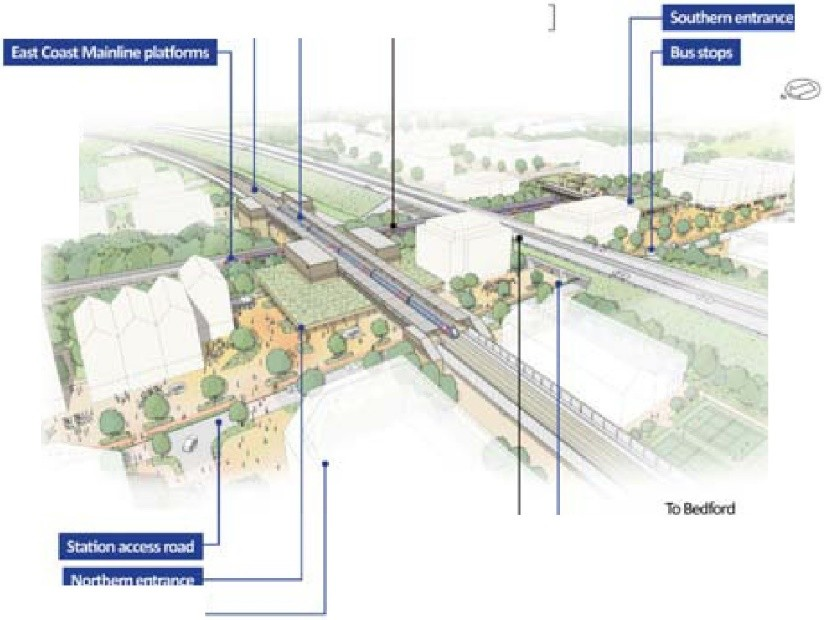 Southern entrance
East Coast Mainline platforms
Bus stops
To Bedford
Station access road
Northern entrance